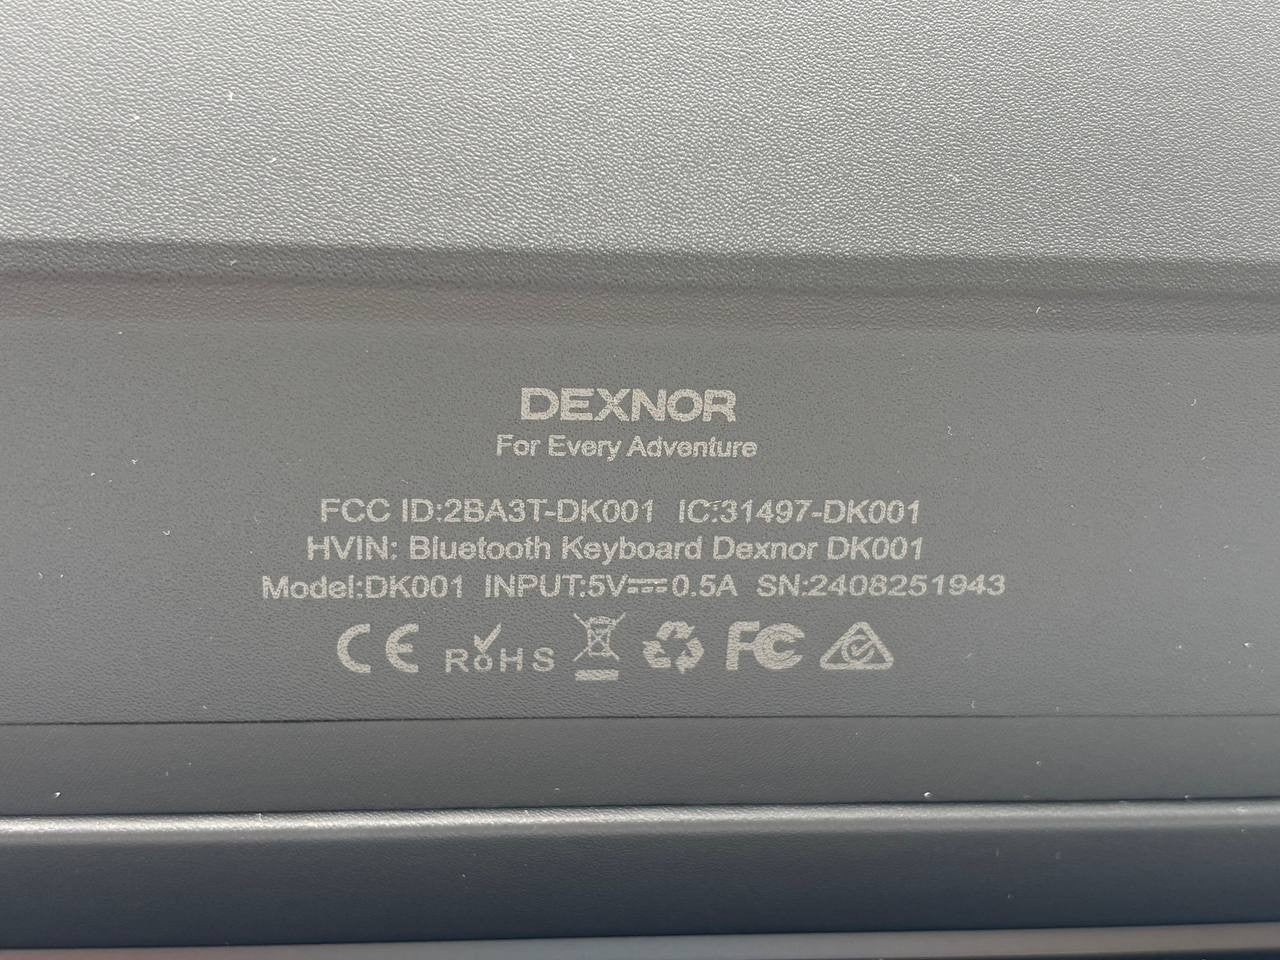 DEXNOR
For Every Adventure
FCC ID:2BA3T-DK001 IC:31497-DK001
HVIN: Bluetooth Keyboard Dexnor DK001
Model:DK001 INPUT:5V⎓0.5A SN:2408251943
CE RoHS FC